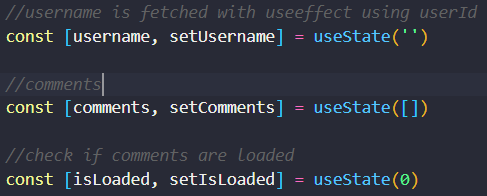 //username is fetched with useeffect using userId
const [username, setUsername] = useState('')
//comments
const [comments, setComments] = useState([])
//check if comments are loaded
const [isLoaded, setIsLoaded] = useState(0)